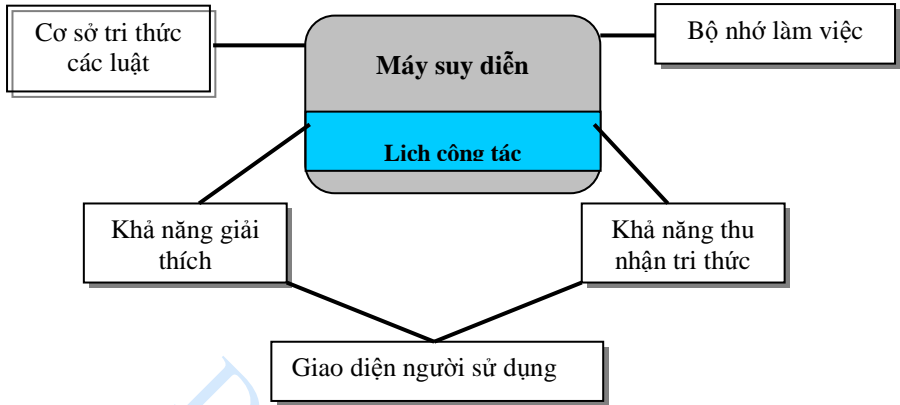 Cơ sở tri thức
các luật
Máy suy diễn
Bộ nhớ làm việc
Lịch công tác
Khả năng giải
thích
Khả năng thu
nhận tri thức
Giao diện người sử dụng